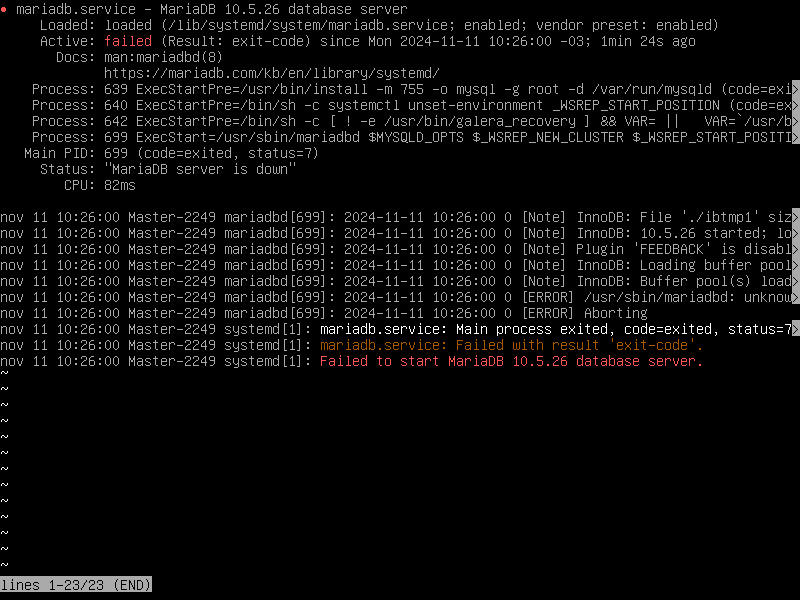 ● mariadb.service - MariaDB 10.5.26 database server
     Loaded: loaded (/lib/systemd/system/mariadb.service; enabled; vendor preset: enabled)
     Active: failed (Result: exit-code) since Mon 2024-11-11 10:26:00 -03; 1min 24s ago
       Docs: man:mariadbd(8)
             https://mariadb.com/kb/en/library/systemd/
    Process: 639 ExecStartPre=/usr/bin/install -m 755 -o mysql -g root -d /var/run/mysqld (code=exi>
    Process: 640 ExecStartPre=/bin/sh -c systemctl unset-environment _WSREP_START_POSITION (code=ex>
    Process: 642 ExecStartPre=/bin/sh -c [ ! -e /usr/bin/galera_recovery ] && VAR= ||   VAR=`/usr/b>
    Process: 699 ExecStart=/usr/sbin/mariadbd $MYSQLD_OPTS $_WSREP_NEW_CLUSTER $_WSREP_START_POSITI>
   Main PID: 699 (code=exited, status=7)
     Status: "MariaDB server is down"
        CPU: 82ms
nov 11 10:26:00 Master-2249 mariadbd[699]: 2024-11-11 10:26:00 0 [Note] InnoDB: File './ibtmp1' siz>
nov 11 10:26:00 Master-2249 mariadbd[699]: 2024-11-11 10:26:00 0 [Note] InnoDB: 10.5.26 started; lo>
nov 11 10:26:00 Master-2249 mariadbd[699]: 2024-11-11 10:26:00 0 [Note] Plugin 'FEEDBACK' is disabl>
nov 11 10:26:00 Master-2249 mariadbd[699]: 2024-11-11 10:26:00 0 [Note] InnoDB: Loading buffer pool>
nov 11 10:26:00 Master-2249 mariadbd[699]: 2024-11-11 10:26:00 0 [Note] InnoDB: Buffer pool(s) load>
nov 11 10:26:00 Master-2249 mariadbd[699]: 2024-11-11 10:26:00 0 [ERROR] /usr/sbin/mariadbd: unknow>
nov 11 10:26:00 Master-2249 mariadbd[699]: 2024-11-11 10:26:00 0 [ERROR] Aborting
nov 11 10:26:00 Master-2249 systemd[1]: mariadb.service: Main process exited, code=exited, status=7>
nov 11 10:26:00 Master-2249 systemd[1]: mariadb.service: Failed with result 'exit-code'.
nov 11 10:26:00 Master-2249 systemd[1]: Failed to start MariaDB 10.5.26 database server.
~
~
~
~
~
~
~
~
~
~
~
~
~
lines 1-23/23 (END)